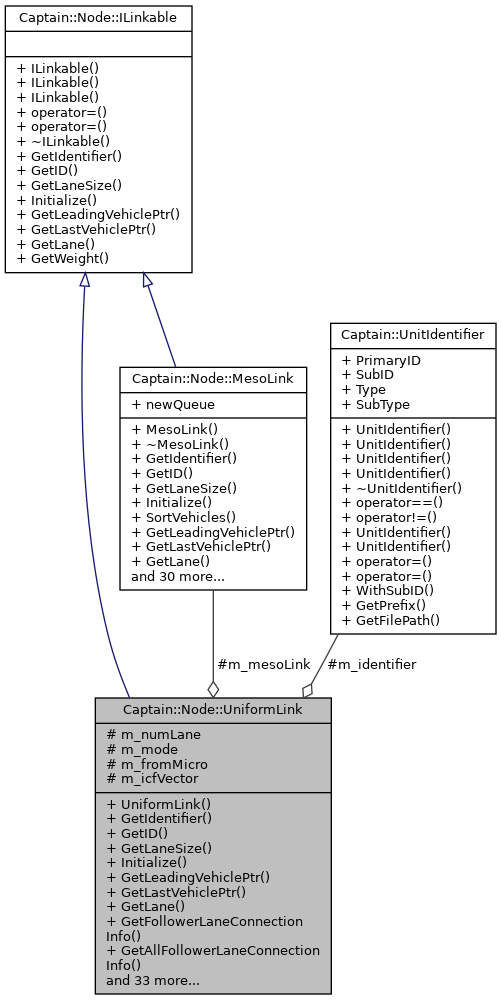 Captain::Node::ILinkable
+ ILinkable()
+ ILinkable()
+ ILinkable()
+ operator=()
+ operator=()
+ ~ILinkable()
+ GetIdentifier()
+ GetID()
+ GetLaneSize()
+ Initialize()
+ GetLeadingVehiclePtr()
+ GetLastVehiclePtr()
+ GetLane()
+ GetWeight()
Captain::Node::MesoLink
+ newQueue
+ MesoLink()
+ ~MesoLink()
+ GetIdentifier()
+ GetID()
+ GetLaneSize()
+ Initialize()
+ SortVehicles()
+ GetLeadingVehiclePtr()
+ GetLastVehiclePtr()
+ GetLane()
and 30 more...
Captain::UnitIdentifier
+ PrimaryID
+ SubID
+ Type
+ SubType
+ UnitIdentifier()
+ UnitIdentifier()
+ UnitIdentifier()
+ UnitIdentifier()
+ ~UnitIdentifier()
+ operator==()
+ operator!=()
+ UnitIdentifier()
+ UnitIdentifier()
+ operator=()
+ operator=()
+ WithSubID()
+ GetPrefix()
+ GetFilePath()
#m_mesoLink
#m_identifier
Captain::Node::UniformLink
# m_numLane
# m_mode
# m_fromMicro
# m_icfVector
+ UniformLink()
+ GetIdentifier()
+ GetID()
+ GetLaneSize()
+ Initialize()
+ GetLeadingVehiclePtr()
+ GetLastVehiclePtr()
+ GetLane()
+ GetFollowerLaneConnection
Info()
+ GetAllFollowerLaneConnection
Info()
and 33 more...